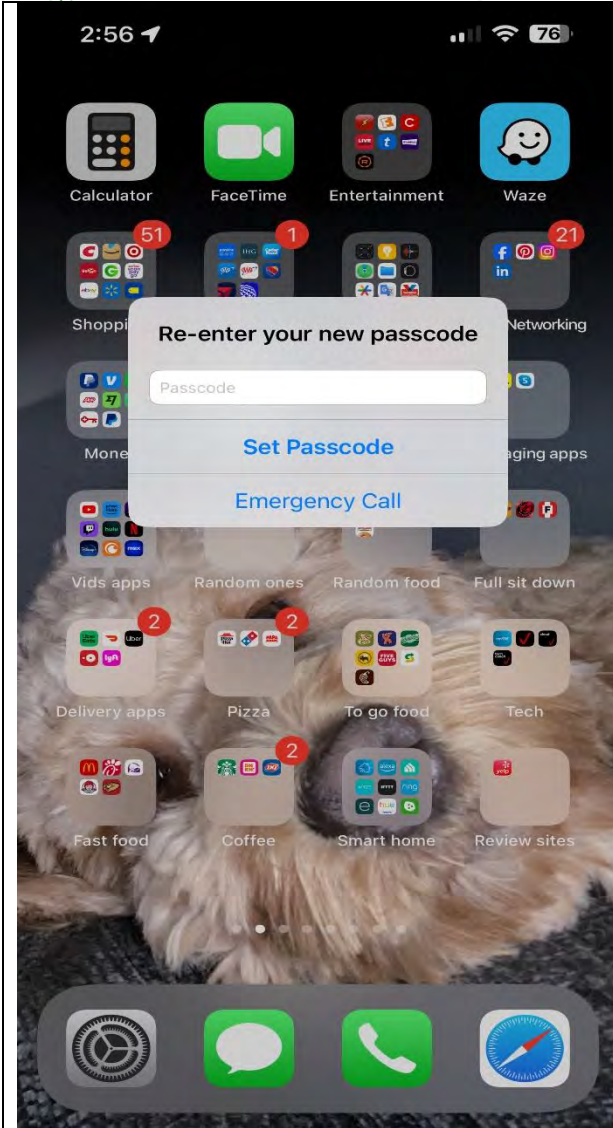 2:56
76
Calculator FaceTime Entertainment Waze
51 1 21
Shoppi Networking
Re-enter your new passcode
Passcode
Mone aging apps
Set Passcode
Emergency Call
Vids apps Random ones Random food Full sit down
2 2
Delivery apps Pizza To go food Tech
2
Fast food Coffee Smart home Review sites